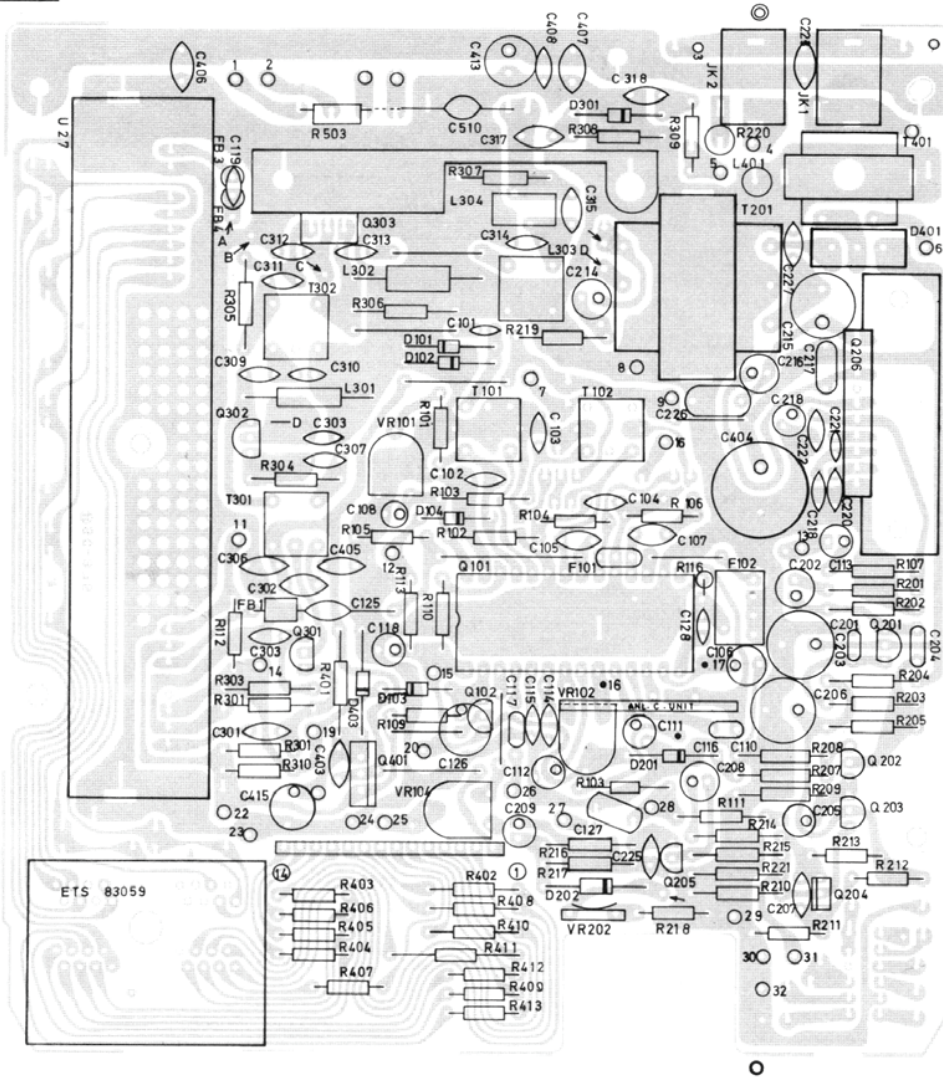 C406
1
2
C413
C408
C407
C318
3
JK2
JK1
R503
C510
D301
R308
C317
R309
R220
4
T401
5
L401
U27
FB3
C119
FB4
A
B
R307
L304
C315
T201
Q303
C312
C313
C314
L303
D
D401
6
C311
C
T302
L302
C214
C227
R305
R306
C101
R219
D101
D102
C215
C216
C217
Q206
8
C309
C310
L301
7
9
C226
T101
T102
C218
Q302
D
C303
VR101
R101
C103
16
C404
C222
C307
R304
C102
R103
C104
R106
T301
C108
D104
R104
C218
C220
11
R105
R102
C105
C107
13
C306
C405
12
Q101
F101
R116
F102
C202
C113
R107
C302
R113
R201
FB1
C125
R110
R202
R112
C303
Q301
C118
C128
C201
Q201
C203
C204
C106
17
14
15
R303
R301
R401
D403
D103
R109
Q102
C117
C115
C114
16
VR102
ANL.C-UNIT
R204
R203
C206
R205
C301
19
C111
R301
R310
C403
Q401
20
C126
D201
C116
C110
R208
Q202
C112
C208
R207
C415
VR104
26
R103
R209
22
C209
27
28
R111
C205
Q203
23
24
25
R214
C127
R215
R213
R216
C225
R217
R221
R212
14
1
D202
Q205
R210
C207
Q204
ETS 83059
R403
R402
R406
R408
VR202
R218
29
R211
R405
R410
R404
R411
30
31
R407
R412
R409
32
R413